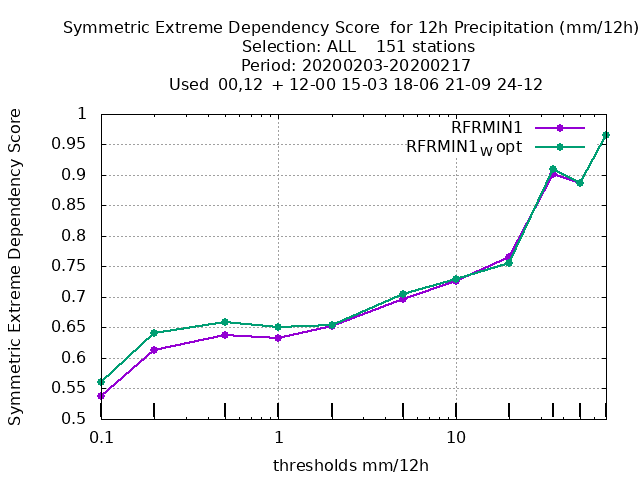 Symmetric Extreme Dependency Score  for 12h Precipitation (mm/12h)
Selection: ALL    151 stations
Period: 20200203-20200217
Used  00,12  + 12-00 15-03 18-06 21-09 24-12
Symmetric Extreme Dependency Score
1
0.95
0.9
0.85
0.8
0.75
0.7
0.65
0.6
0.55
0.5
RFRMIN1
RFRMIN1W opt
0.1
1
10
thresholds mm/12h